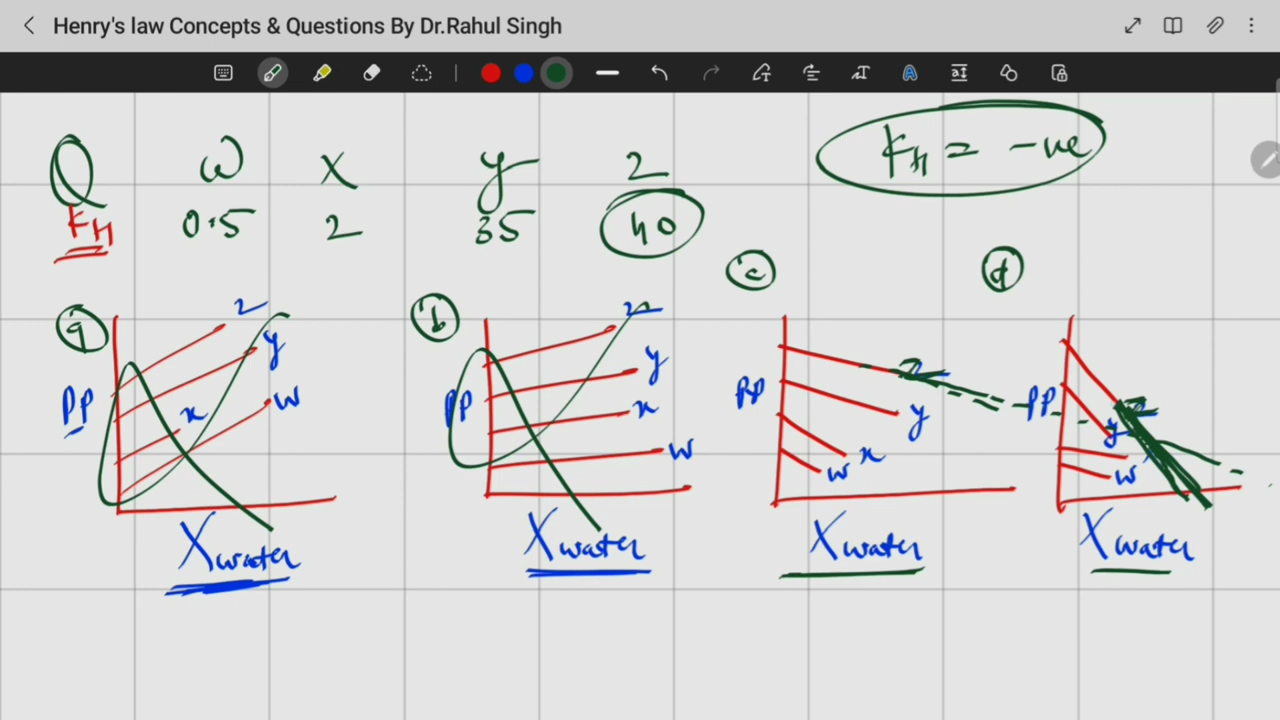 Henry's law Concepts & Questions By Dr.Rahul Singh
Q w x y z
KH 0.5 2 35 40
KH = -ve
a b c d
z y x w
z y x w
z y x w
z y w
PP PP PP PP
Xwater Xwater Xwater Xwater